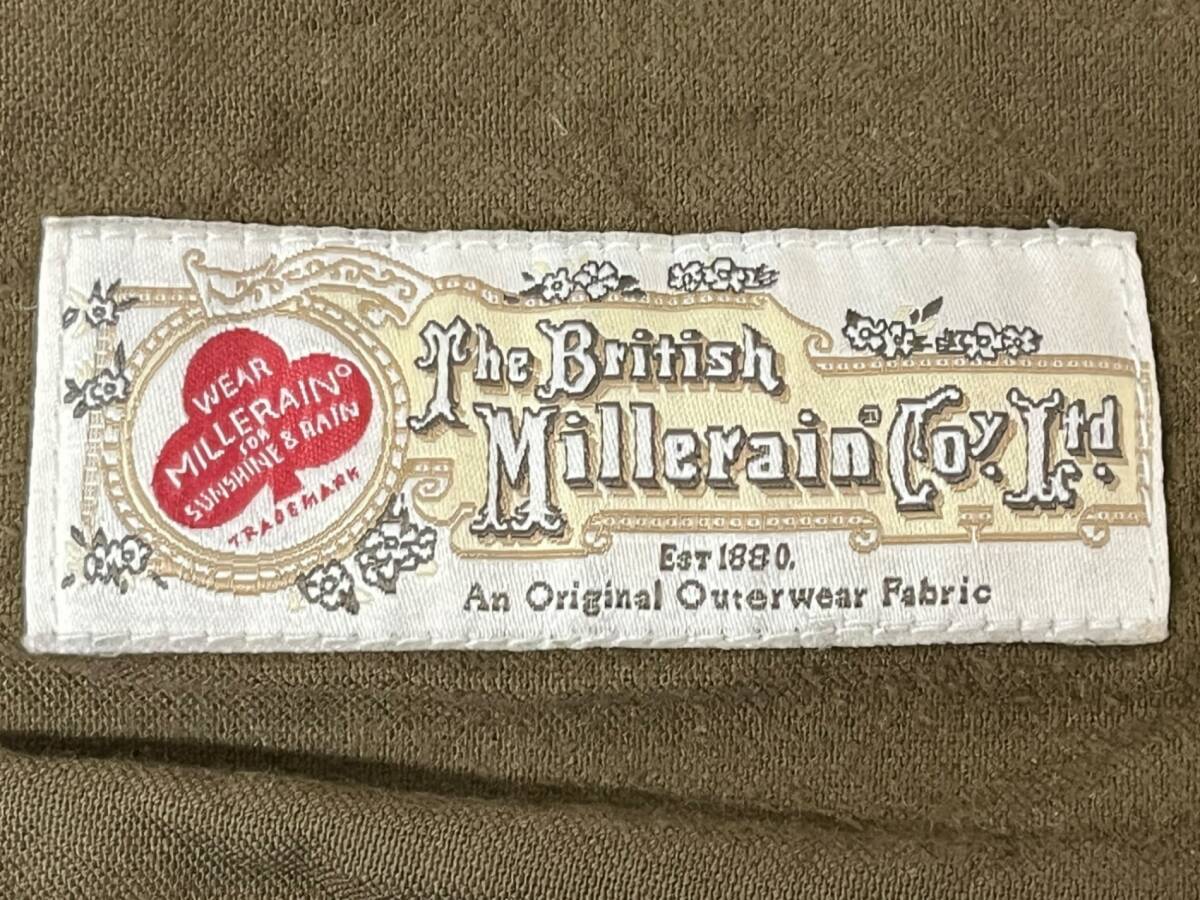 WEAR
MILLERAIN®
FOR
SUNSHINE & RAIN
TRADEMARK
The British
Millerain® Coy. Ltd.
EST 1880.
An Original Outerwear Fabric